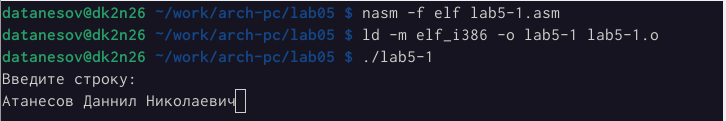 datanesov@dk2n26 ~/work/arch-pc/lab05 $ nasm -f elf lab5-1.asm
datanesov@dk2n26 ~/work/arch-pc/lab05 $ ld -m elf_i386 -o lab5-1 lab5-1.o
datanesov@dk2n26 ~/work/arch-pc/lab05 $ ./lab5-1
Введите строку:
Атанесов Даннил Николаевич